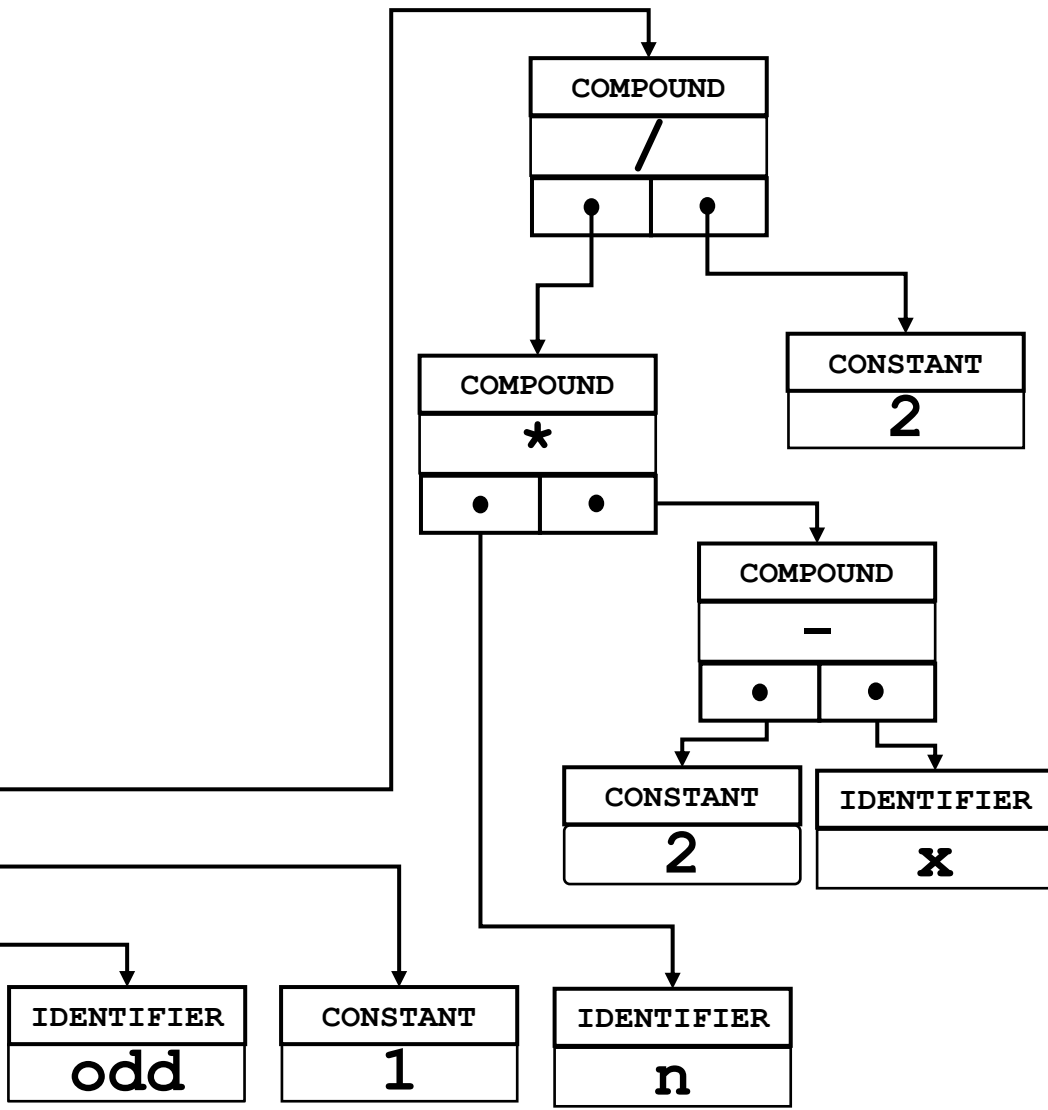 COMPOUND
/
CONSTANT
2
COMPOUND
*
COMPOUND
-
CONSTANT
2
IDENTIFIER
x
IDENTIFIER
odd
CONSTANT
1
IDENTIFIER
n